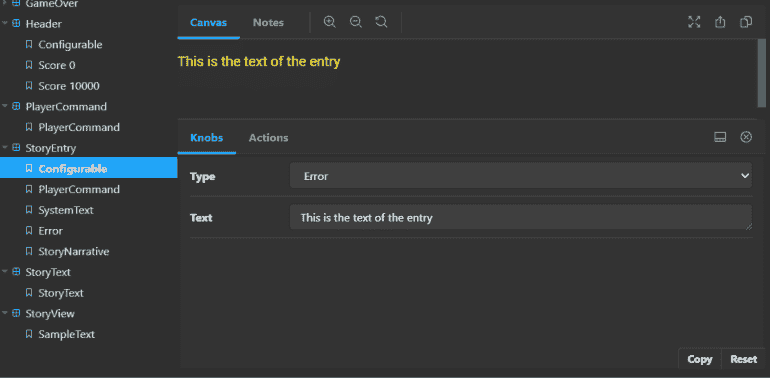 GameOver
Header
Configurable
Score 0
Score 10000
PlayerCommand
PlayerCommand
StoryEntry
Configurable
PlayerCommand
SystemText
Error
StoryNarrative
StoryText
StoryText
StoryView
SampleText
Canvas Notes
This is the text of the entry
Knobs Actions
Type Error
Text This is the text of the entry
Copy Reset